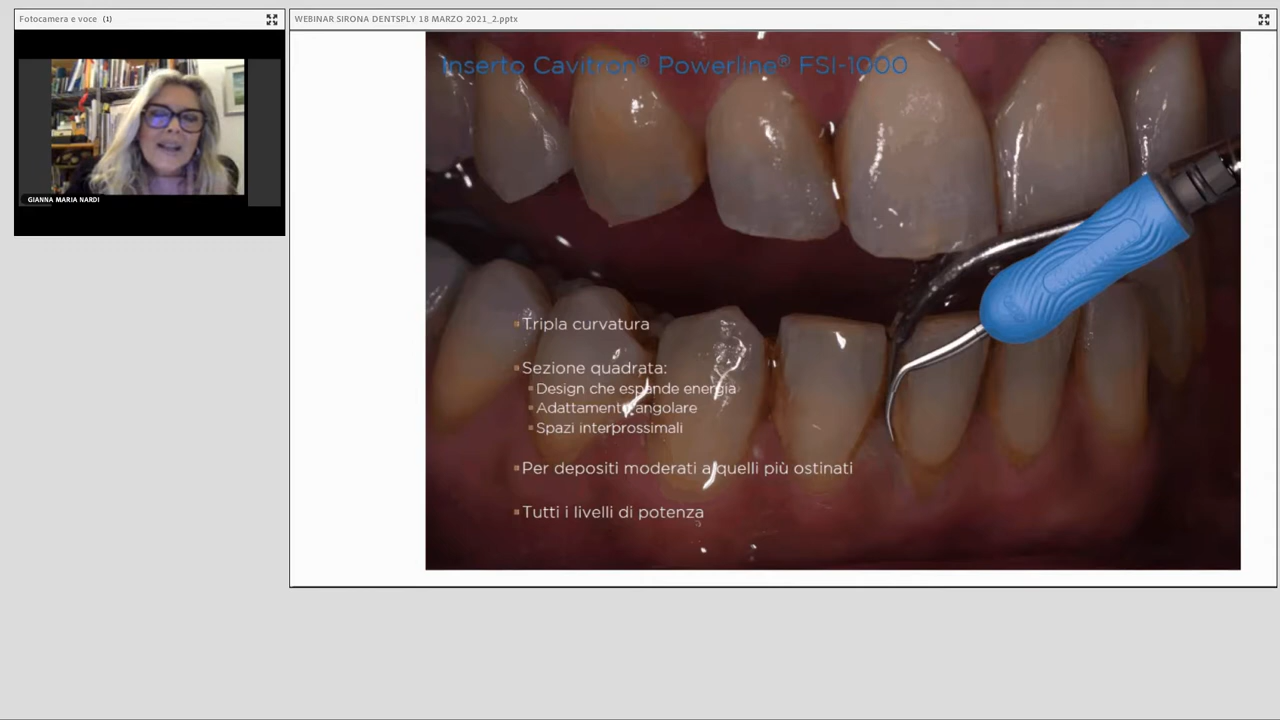 Fotocamera e voce (1)
GIANNA MARIA NARDI
WEBINAR SIRONA DENTSPLY 18 MARZO 2021_2.pptx
Inserto Cavitron® Powerline® FSI-1000
Tripla curvatura
Sezione quadrata:
Design che espande energia
Adattamento angolare
Spazi interprossimali
Per depositi moderati a quelli più ostinati
Tutti i livelli di potenza